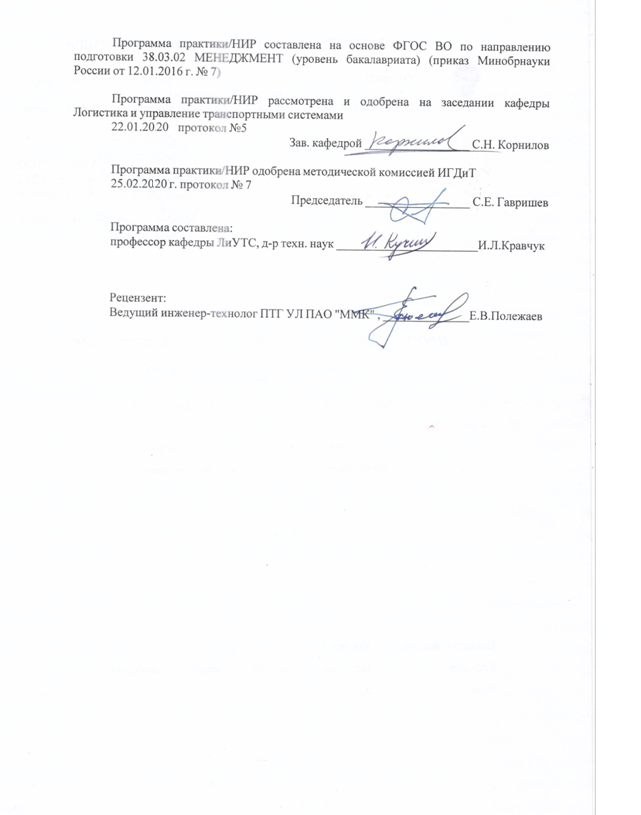 Программа практики/НИР составлена на основе ФГОС ВО по направлению
подготовки 38.03.02 МЕНЕДЖМЕНТ (уровень бакалавриата) (приказ Минобрнауки
России от 12.01.2016 г. № 7)
Программа практики/НИР рассмотрена и одобрена на заседании кафедры
Логистика и управление транспортными системами
22.01.2020 протокол №5
Зав. кафедрой Корнилов С.Н. Корнилов
Программа практики/НИР одобрена методической комиссией ИГДиТ
25.02.2020 г. протокол № 7
Председатель С.Е. Гавришев
Программа составлена:
профессор кафедры ЛиУТС, д-р техн. наук И.Л.Кравчук
Рецензент:
Ведущий инженер-технолог ПТГ УЛ ПАО "ММК", Е.В.Полежаев